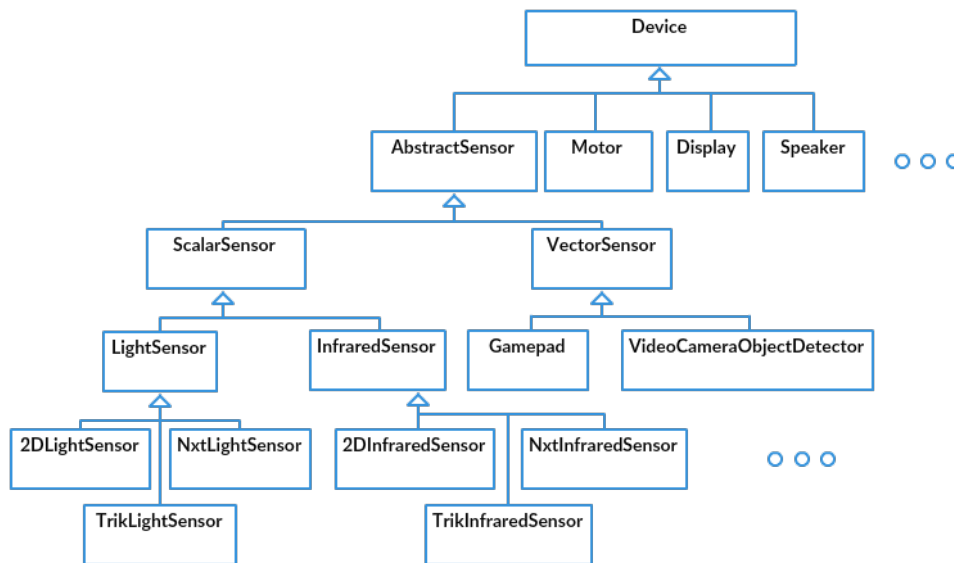 Device
AbstractSensor
Motor
Display
Speaker
ScalarSensor
VectorSensor
LightSensor
InfraredSensor
Gamepad
VideoCameraObjectDetector
2DLightSensor
NxtLightSensor
2DInfraredSensor
NxtInfraredSensor
TrikLightSensor
TrikInfraredSensor